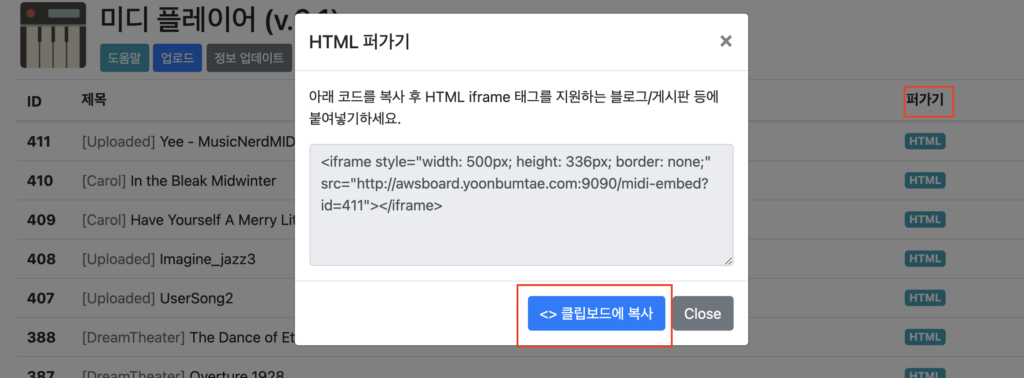 미디 플레이어 (v.
도움말 업로드 정보 업데이트
ID 제목 퍼가기
411 [Uploaded] Yee - MusicNerdMID HTML
410 [Carol] In the Bleak Midwinter HTML
409 [Carol] Have Yourself A Merry Lit HTML
408 [Uploaded] Imagine_jazz3 HTML
407 [Uploaded] UserSong2 HTML
388 [DreamTheater] The Dance of Et HTML
387 [DreamTheater] Overture 1928 HTML
HTML 퍼가기 ×
아래 코드를 복사 후 HTML iframe 태그를 지원하는 블로그/게시판 등에
붙여넣기하세요.
<iframe style="width: 500px; height: 336px; border: none;"
src="http://awsboard.yoonbumtae.com:9090/midi-embed?
id=411"></iframe>
<> 클립보드에 복사 Close